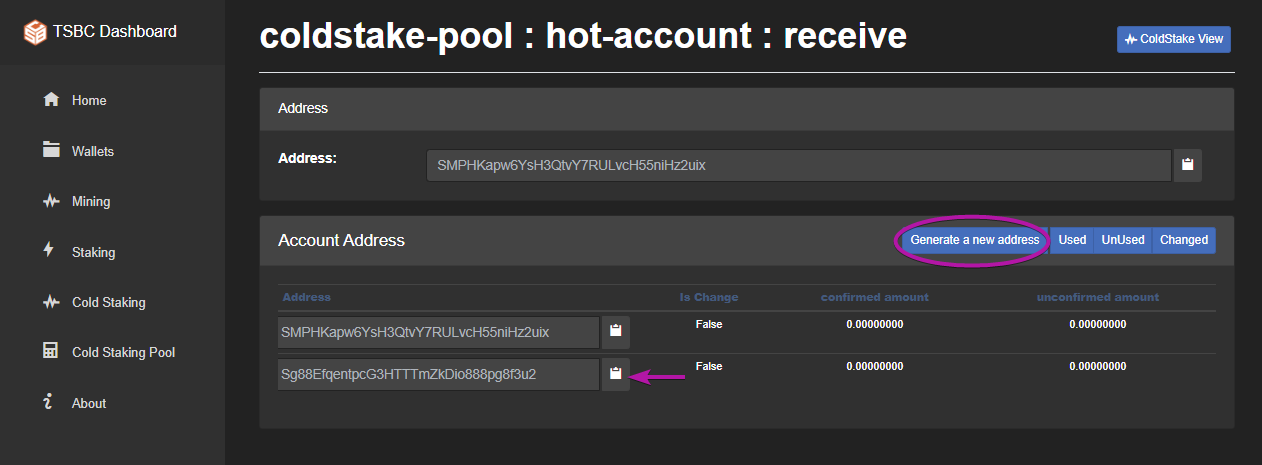 TSBC Dashboard
Home
Wallets
Mining
Staking
Cold Staking
Cold Staking Pool
About
coldstake-pool : hot-account : receive
ColdStake View
Address
Address: SMPHKapw6YsH3QtvY7RULvcH55niHz2uix
Account Address Generate a new address Used UnUsed Changed
Address Is Change confirmed amount unconfirmed amount
SMPHKapw6YsH3QtvY7RULvcH55niHz2uix False 0.00000000 0.00000000
Sg88EfqentpcG3HTTTmZkDio888pg8f3u2 False 0.00000000 0.00000000